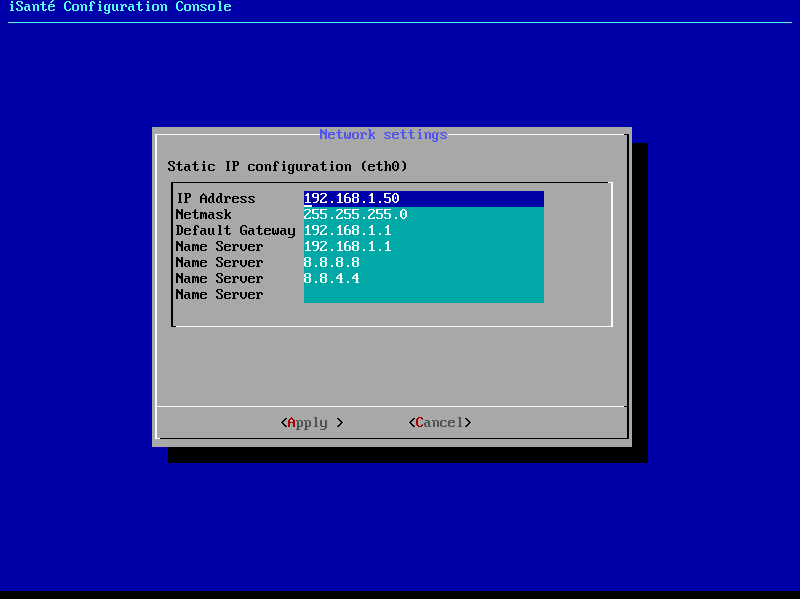 iSanté Configuration Console
Network settings
Static IP configuration (eth0)
IP Address 192.168.1.50
Netmask 255.255.255.0
Default Gateway 192.168.1.1
Name Server 192.168.1.1
Name Server 8.8.8.8
Name Server 8.8.4.4
Name Server
<Apply > <Cancel>